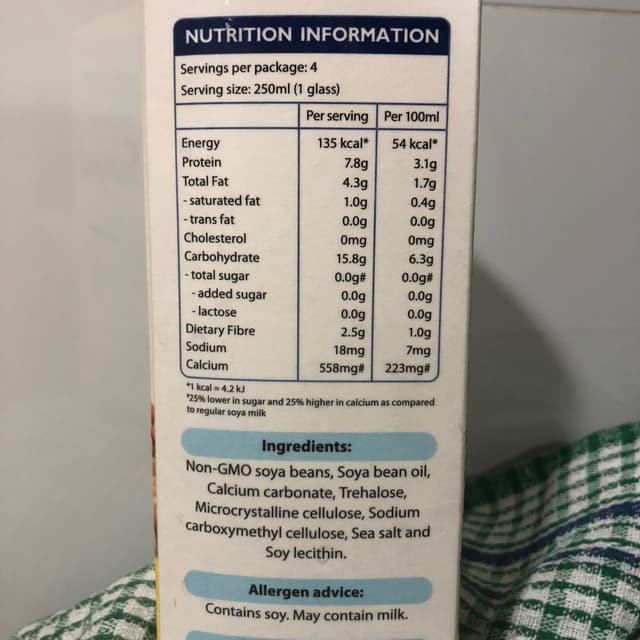 NUTRITION INFORMATION
Servings per package: 4
Serving size: 250ml (1 glass)
Per serving Per 100ml
Energy 135 kcal* 54 kcal*
Protein 7.8g 3.1g
Total Fat 4.3g 1.7g
- saturated fat 1.0g 0.4g
- trans fat 0.0g 0.0g
Cholesterol 0mg 0mg
Carbohydrate 15.8g 6.3g
- total sugar 0.0g# 0.0g#
- added sugar 0.0g 0.0g
- lactose 0.0g 0.0g
Dietary Fibre 2.5g 1.0g
Sodium 18mg 7mg
Calcium 558mg# 223mg#
*1 kcal = 4.2 kJ
#25% lower in sugar and 25% higher in calcium as compared
to regular soya milk
Ingredients:
Non-GMO soya beans, Soya bean oil,
Calcium carbonate, Trehalose,
Microcrystalline cellulose, Sodium
carboxymethyl cellulose, Sea salt and
Soy lecithin.
Allergen advice:
Contains soy. May contain milk.